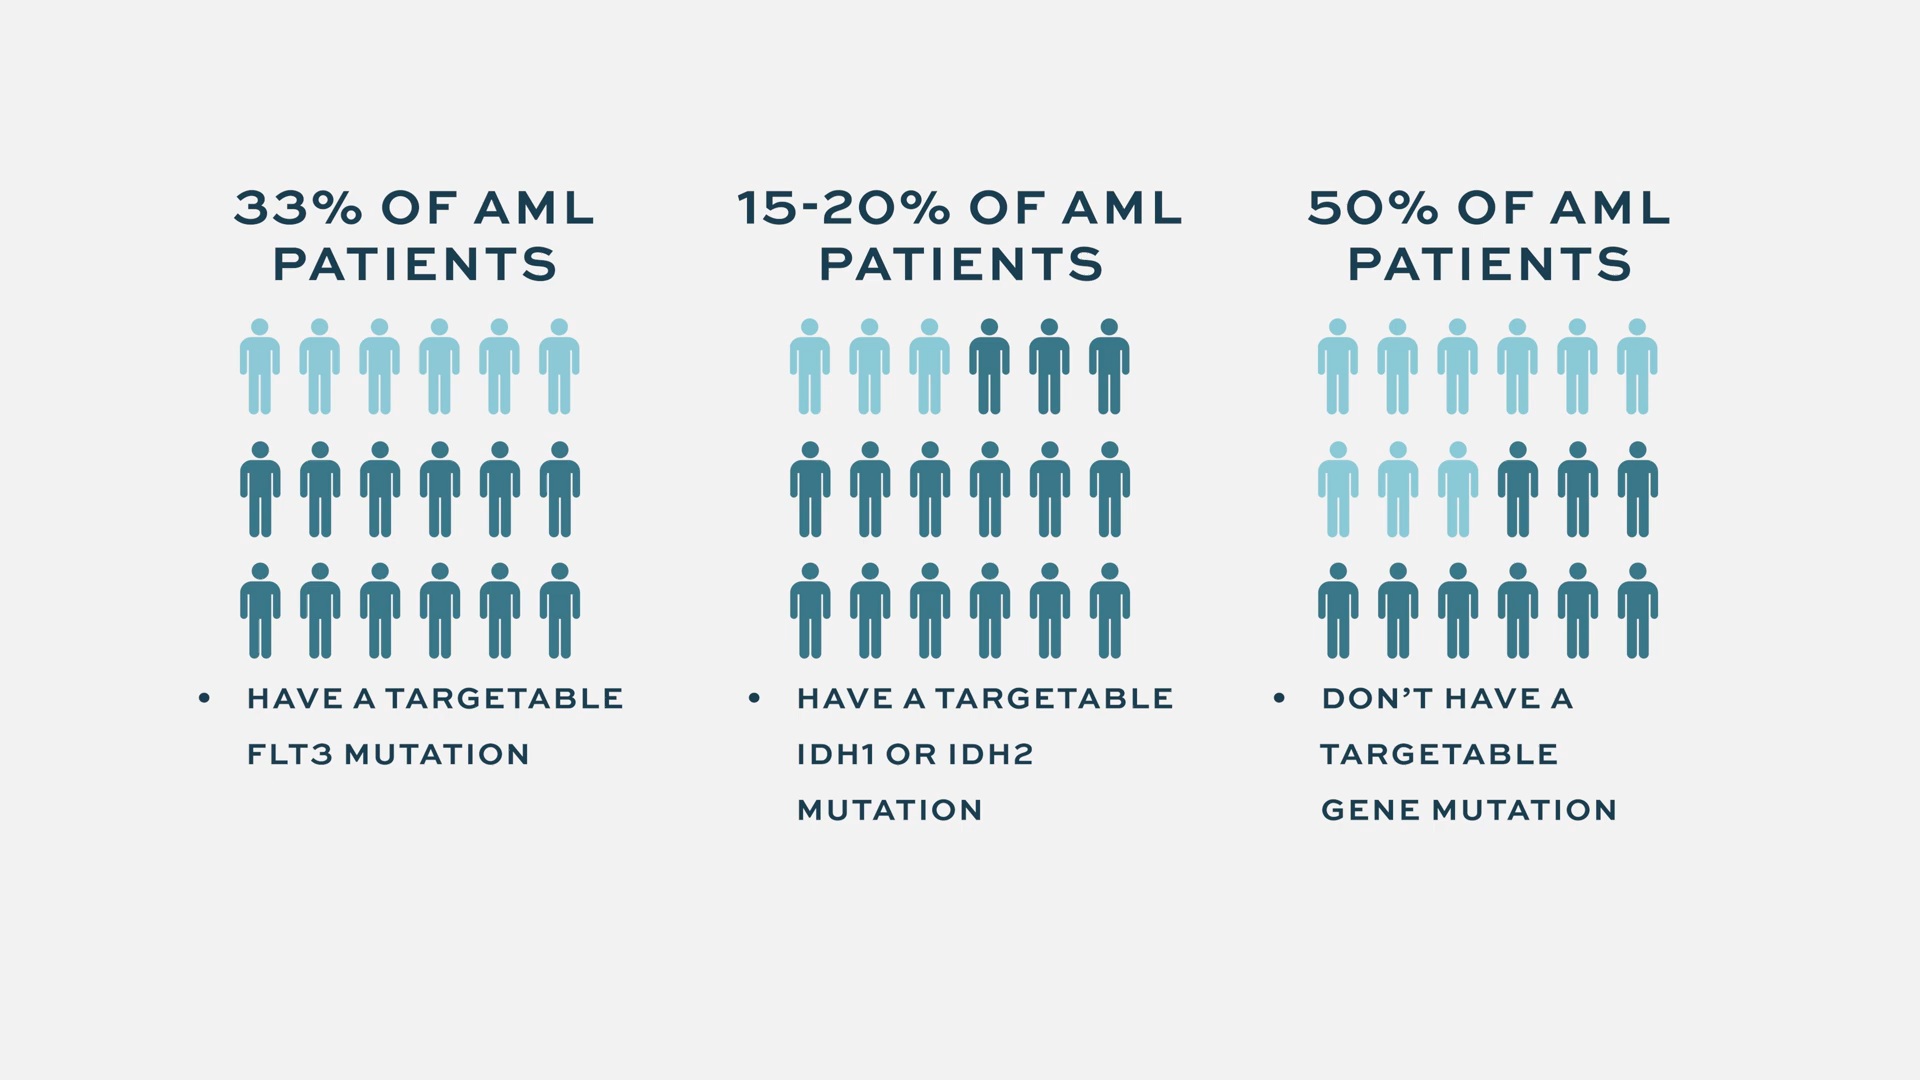 33% OF AML
PATIENTS
• HAVE A TARGETABLE
FLT3 MUTATION
15-20% OF AML
PATIENTS
• HAVE A TARGETABLE
IDH1 OR IDH2
MUTATION
50% OF AML
PATIENTS
• DON’T HAVE A
TARGETABLE
GENE MUTATION